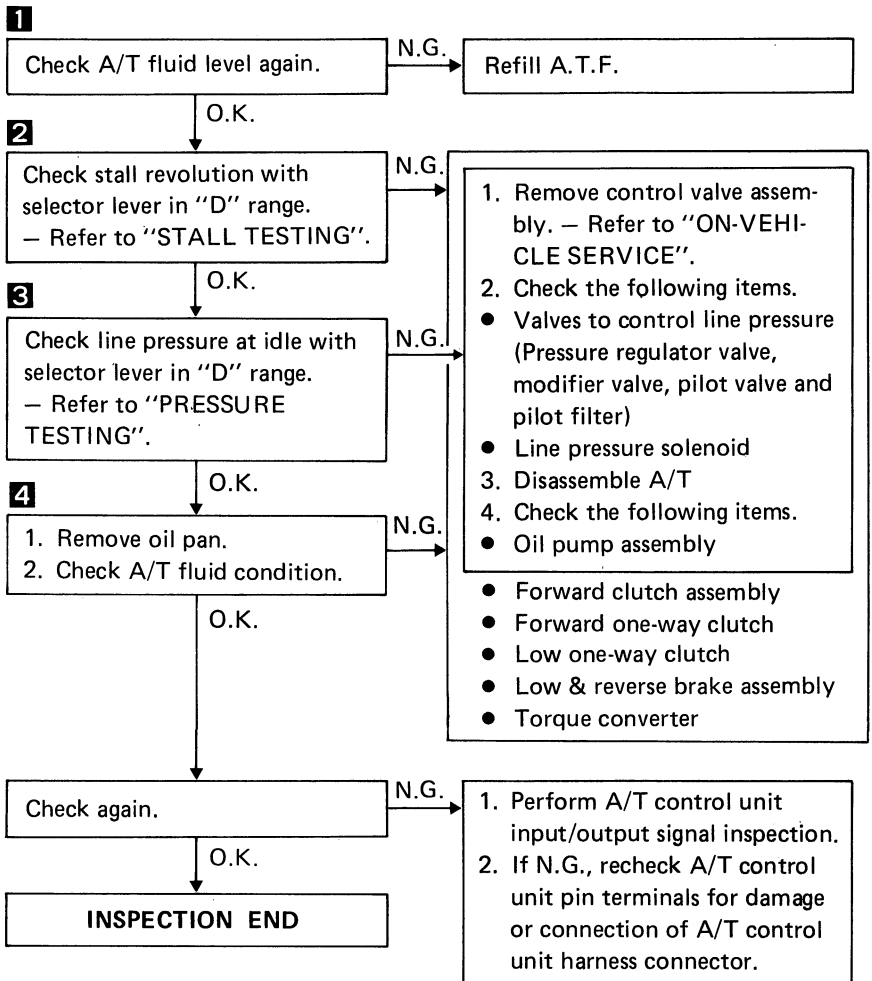 1
Check A/T fluid level again.
N.G.
Refill A.T.F.
O.K.
2
Check stall revolution with
selector lever in "D" range.
— Refer to "STALL TESTING".
N.G.
O.K.
3
Check line pressure at idle with
selector lever in "D" range.
— Refer to "PRESSURE
TESTING".
N.G.
O.K.
4
1. Remove oil pan.
2. Check A/T fluid condition.
N.G.
O.K.
1. Remove control valve assem-
bly. — Refer to "ON-VEHI-
CLE SERVICE".
2. Check the following items.
● Valves to control line pressure
(Pressure regulator valve,
modifier valve, pilot valve and
pilot filter)
● Line pressure solenoid
3. Disassemble A/T
4. Check the following items.
● Oil pump assembly
● Forward clutch assembly
● Forward one-way clutch
● Low one-way clutch
● Low & reverse brake assembly
● Torque converter
Check again.
N.G.
O.K.
INSPECTION END
1. Perform A/T control unit
input/output signal inspection.
2. If N.G., recheck A/T control
unit pin terminals for damage
or connection of A/T control
unit harness connector.